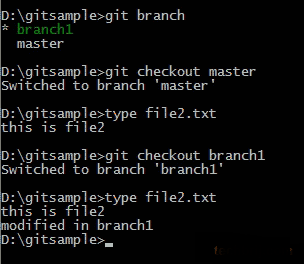 D:\gitsample>git branch
* branch1
  master
D:\gitsample>git checkout master
Switched to branch 'master'
D:\gitsample>type file2.txt
this is file2
D:\gitsample>git checkout branch1
Switched to branch 'branch1'
D:\gitsample>type file2.txt
this is file2
modified in branch1
D:\gitsample>_